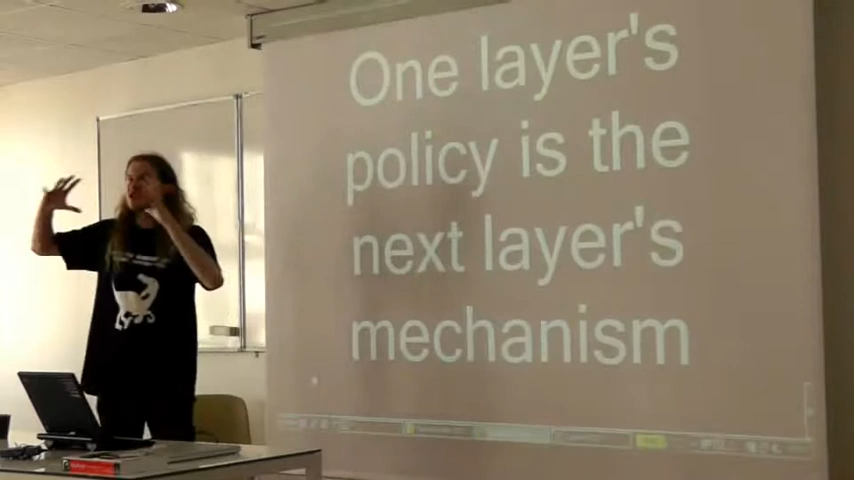 One layer's
policy is the
next layer's
mechanism